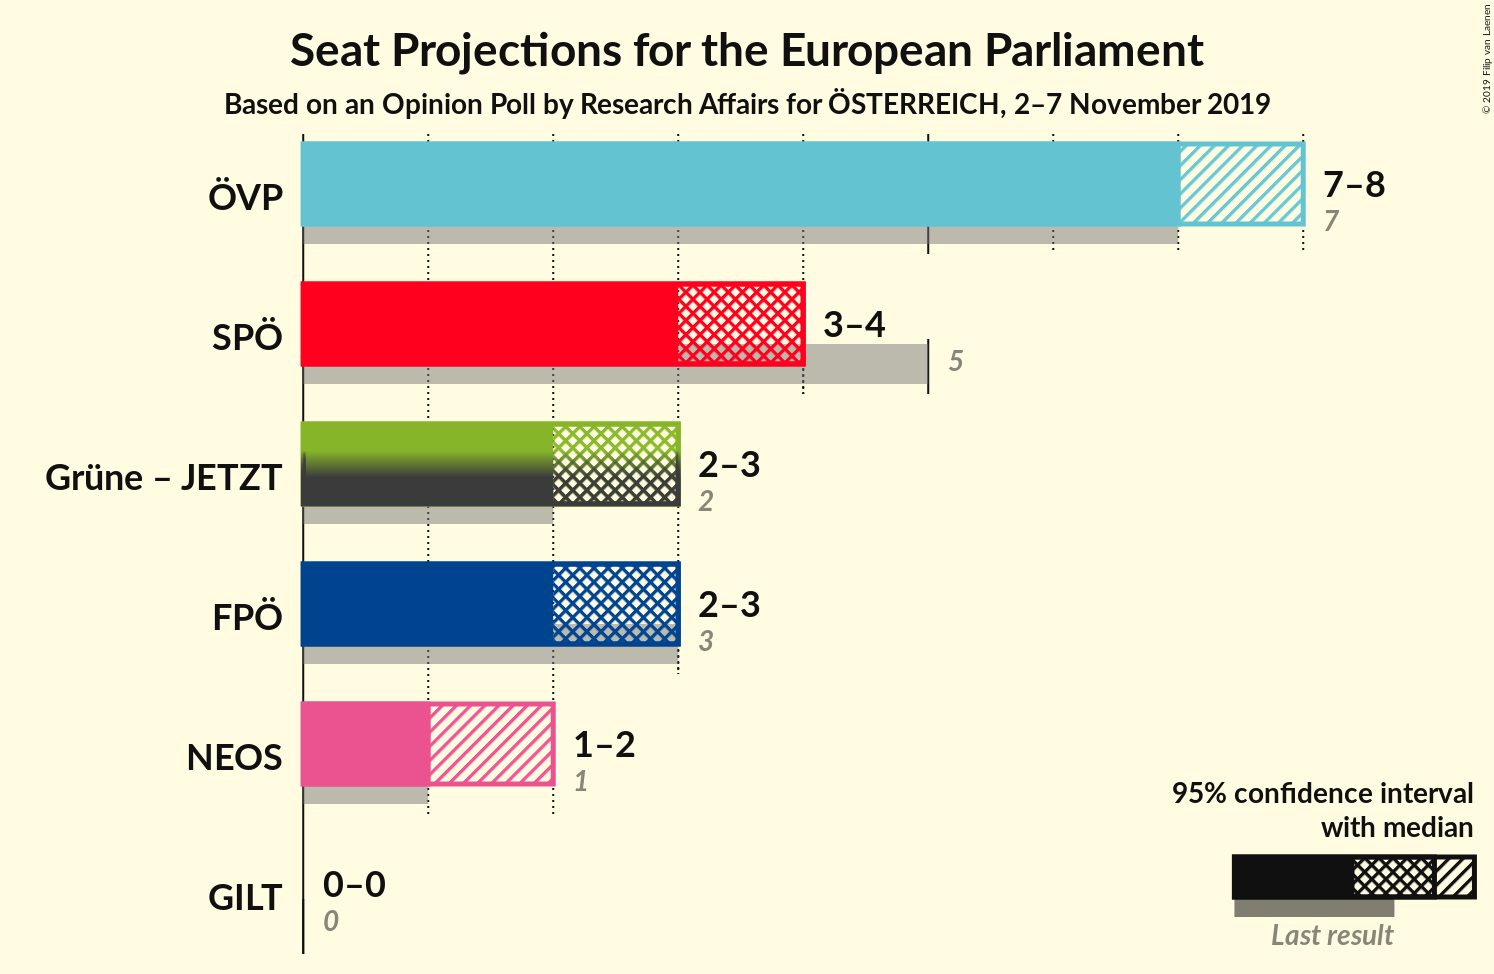 Seat Projections for the European Parliament
Based on an Opinion Poll by Research Affairs for ÖSTERREICH, 2–7 November 2019
© 2019 Filip van Laenen
ÖVP
7–8
7
SPÖ
3–4
5
Grüne – JETZT
2–3
2
FPÖ
2–3
3
NEOS
1–2
1
GILT
0–0
0
95% confidence interval
with median
Last result